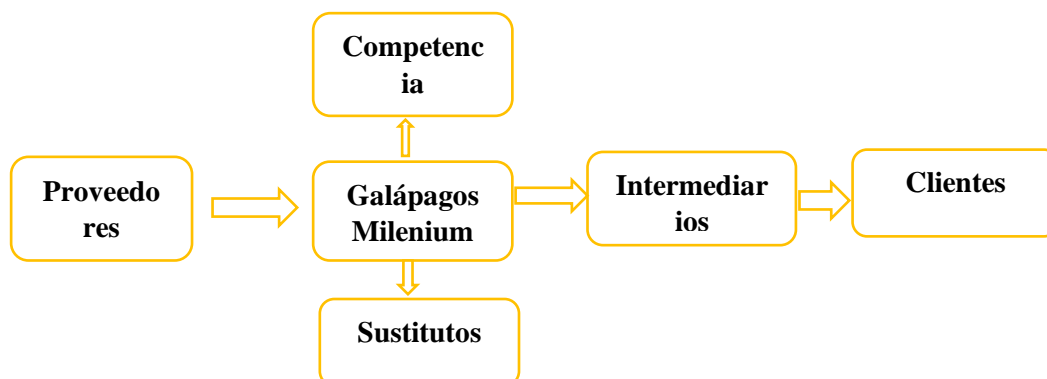 Competenc
ia
Proveedo
res
Galápagos
Milenium
Intermediar
ios
Clientes
Sustitutos